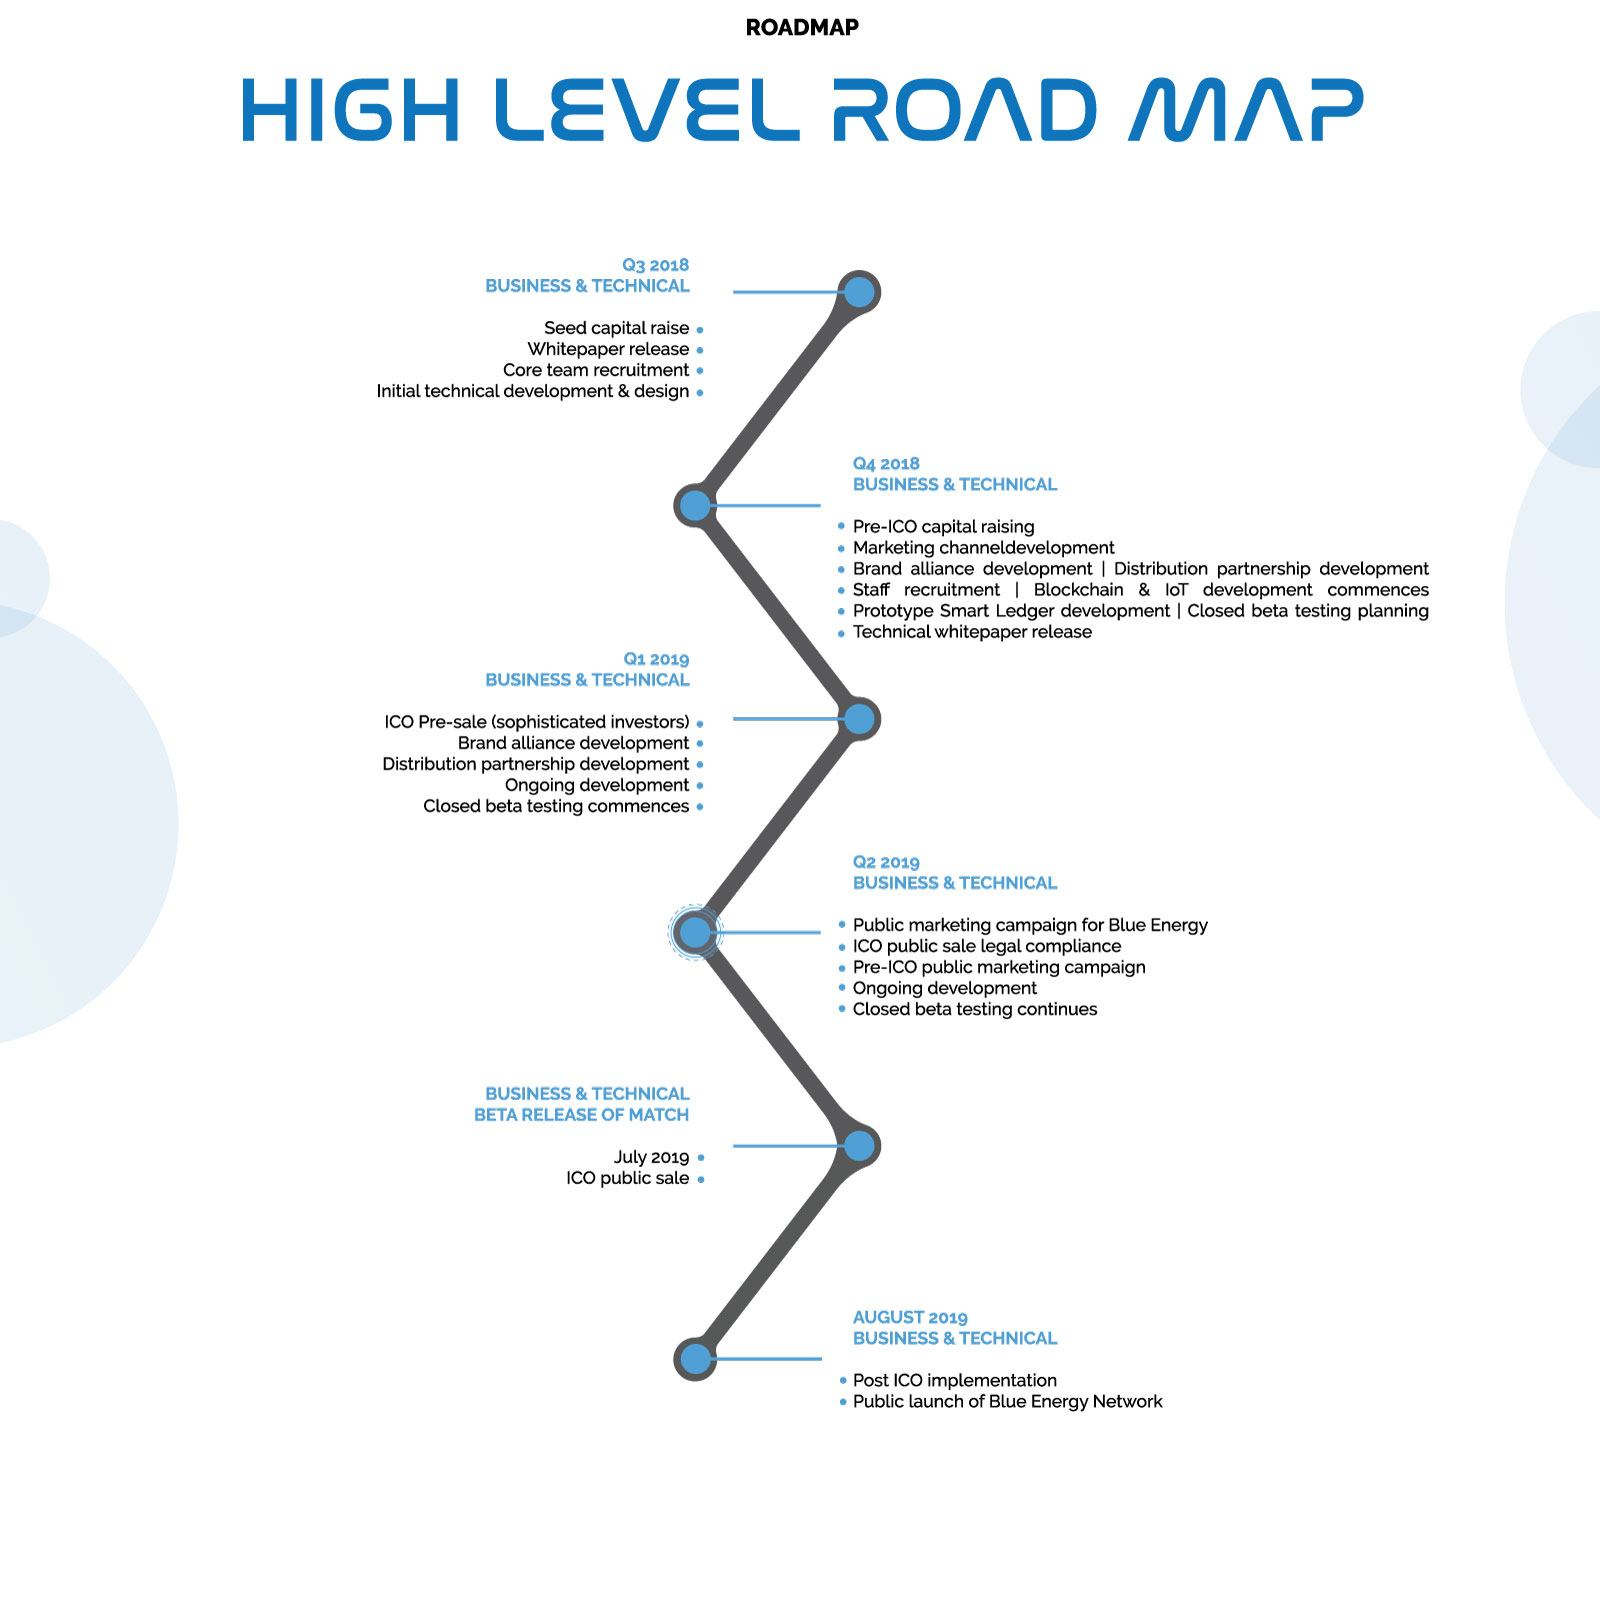 ROADMAP
HIGH LEVEL ROAD MAP
Q3 2018
BUSINESS & TECHNICAL
Seed capital raise
Whitepaper release
Core team recruitment
Initial technical development & design
Q4 2018
BUSINESS & TECHNICAL
Pre-ICO capital raising
Marketing channeldevelopment
Brand alliance development | Distribution partnership development
Staff recruitment | Blockchain & IoT development commences
Prototype Smart Ledger development | Closed beta testing planning
Technical whitepaper release
Q1 2019
BUSINESS & TECHNICAL
ICO Pre-sale (sophisticated investors)
Brand alliance development
Distribution partnership development
Ongoing development
Closed beta testing commences
Q2 2019
BUSINESS & TECHNICAL
Public marketing campaign for Blue Energy
ICO public sale legal compliance
Pre-ICO public marketing campaign
Ongoing development
Closed beta testing continues
BUSINESS & TECHNICAL
BETA RELEASE OF MATCH
July 2019
ICO public sale
AUGUST 2019
BUSINESS & TECHNICAL
Post ICO implementation
Public launch of Blue Energy Network